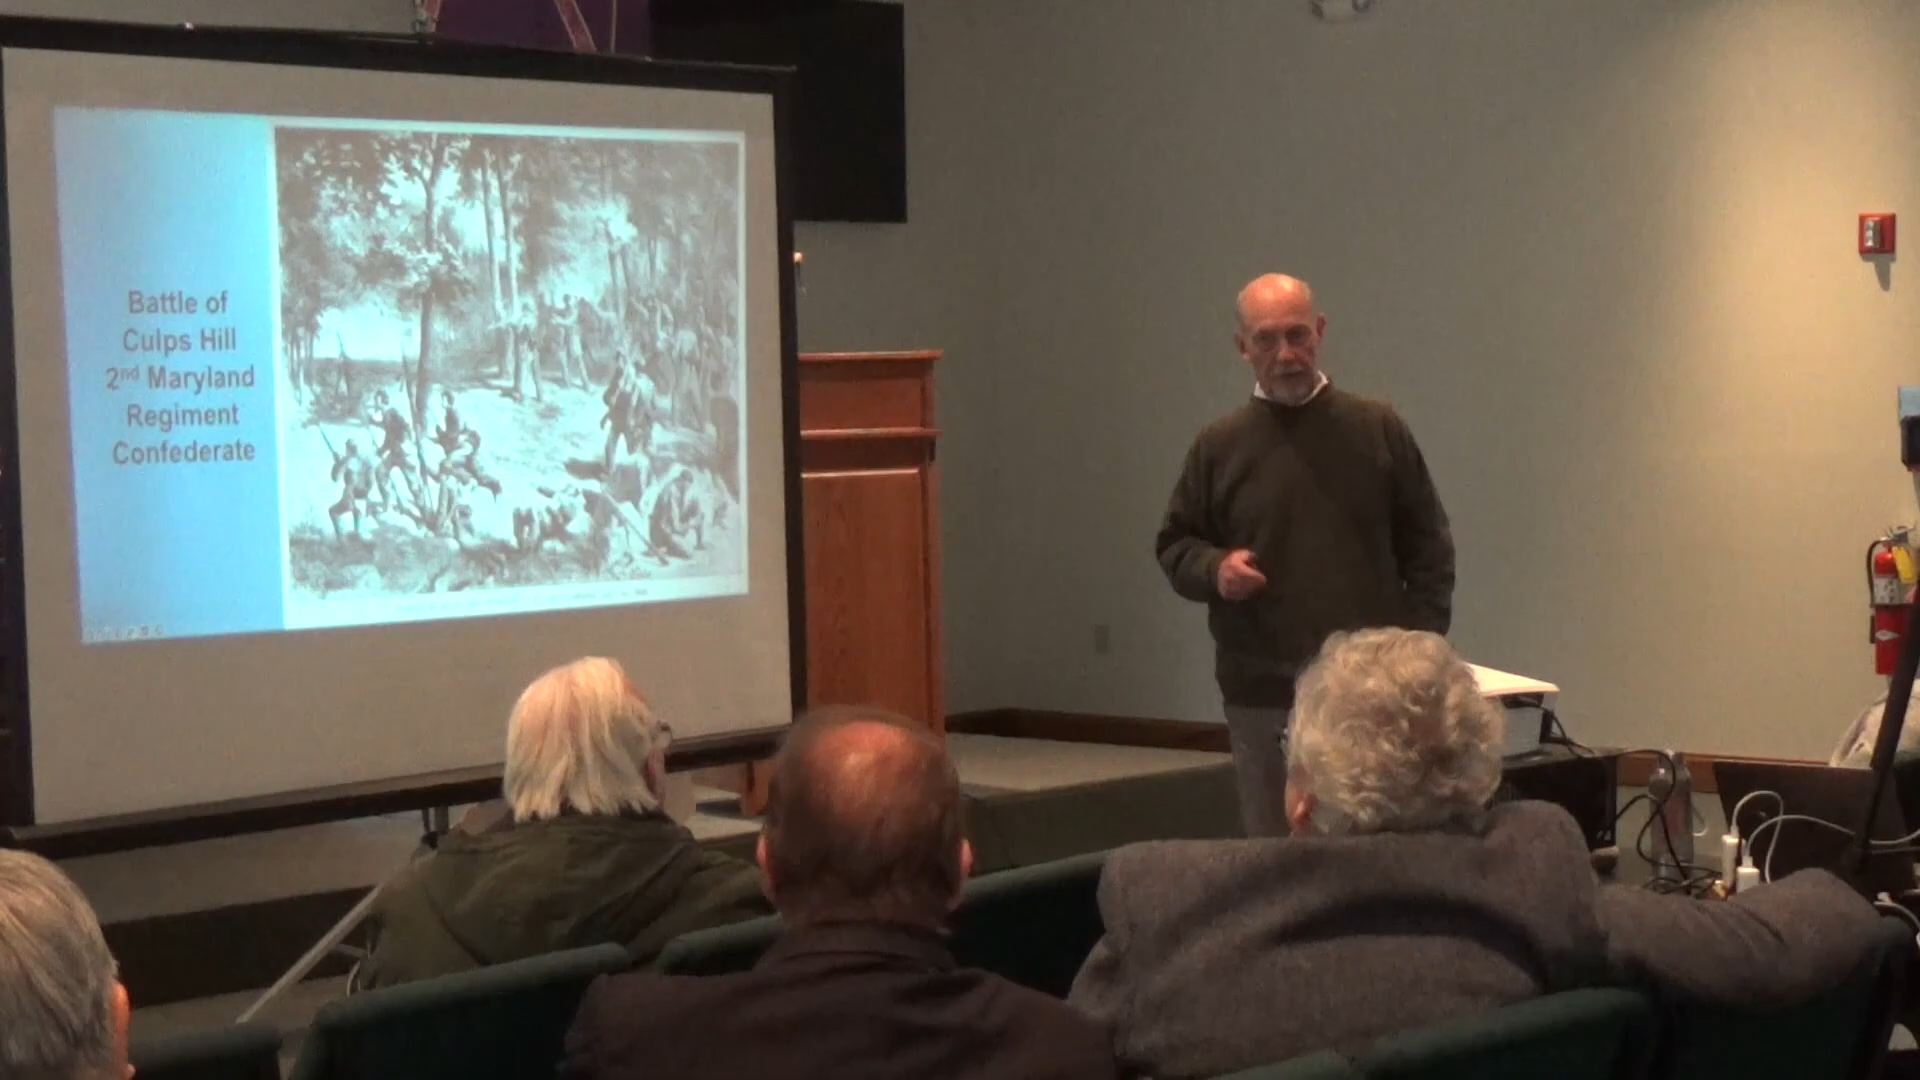 Battle of
Culps Hill
2nd Maryland
Regiment
Confederate